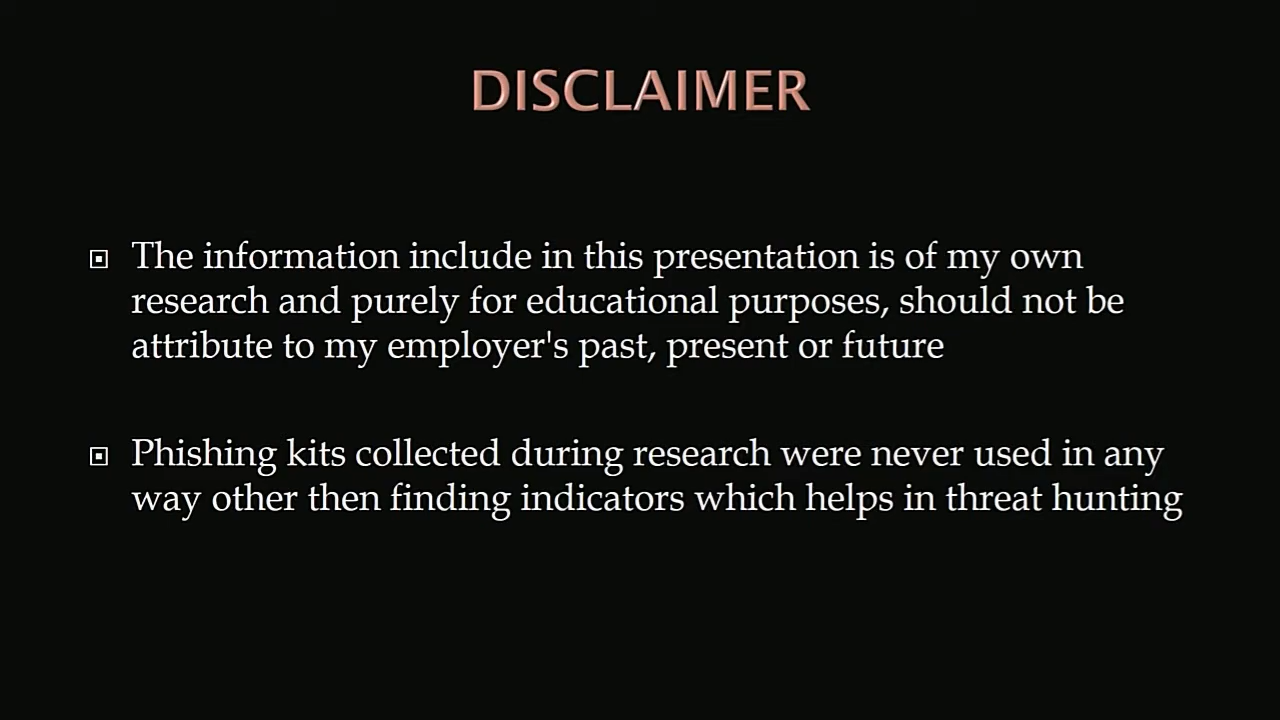 DISCLAIMER
The information include in this presentation is of my own
research and purely for educational purposes, should not be
attribute to my employer's past, present or future
Phishing kits collected during research were never used in any
way other then finding indicators which helps in threat hunting